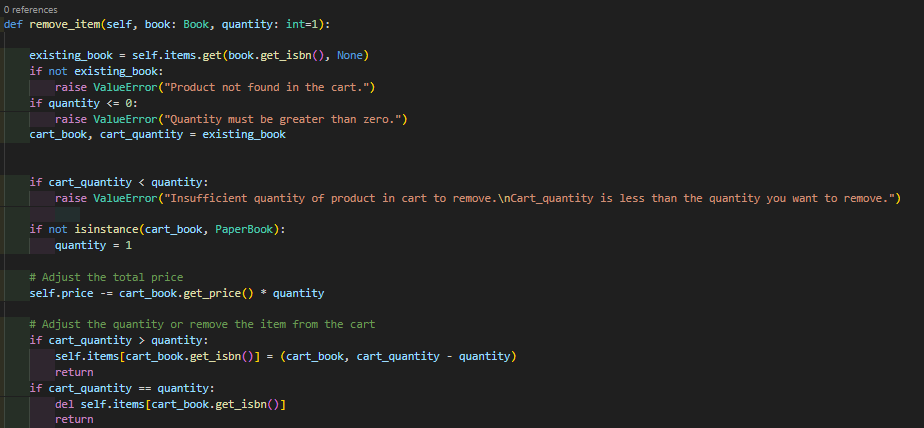 0 references
def remove_item(self, book: Book, quantity: int=1):
existing_book = self.items.get(book.get_isbn(), None)
if not existing_book:
raise ValueError("Product not found in the cart.")
if quantity <= 0:
raise ValueError("Quantity must be greater than zero.")
cart_book, cart_quantity = existing_book
if cart_quantity < quantity:
raise ValueError("Insufficient quantity of product in cart to remove.\nCart_quantity is less than the quantity you want to remove.")
if not isinstance(cart_book, PaperBook):
quantity = 1
# Adjust the total price
self.price -= cart_book.get_price() * quantity
# Adjust the quantity or remove the item from the cart
if cart_quantity > quantity:
self.items[cart_book.get_isbn()] = (cart_book, cart_quantity - quantity)
return
if cart_quantity == quantity:
del self.items[cart_book.get_isbn()]
return